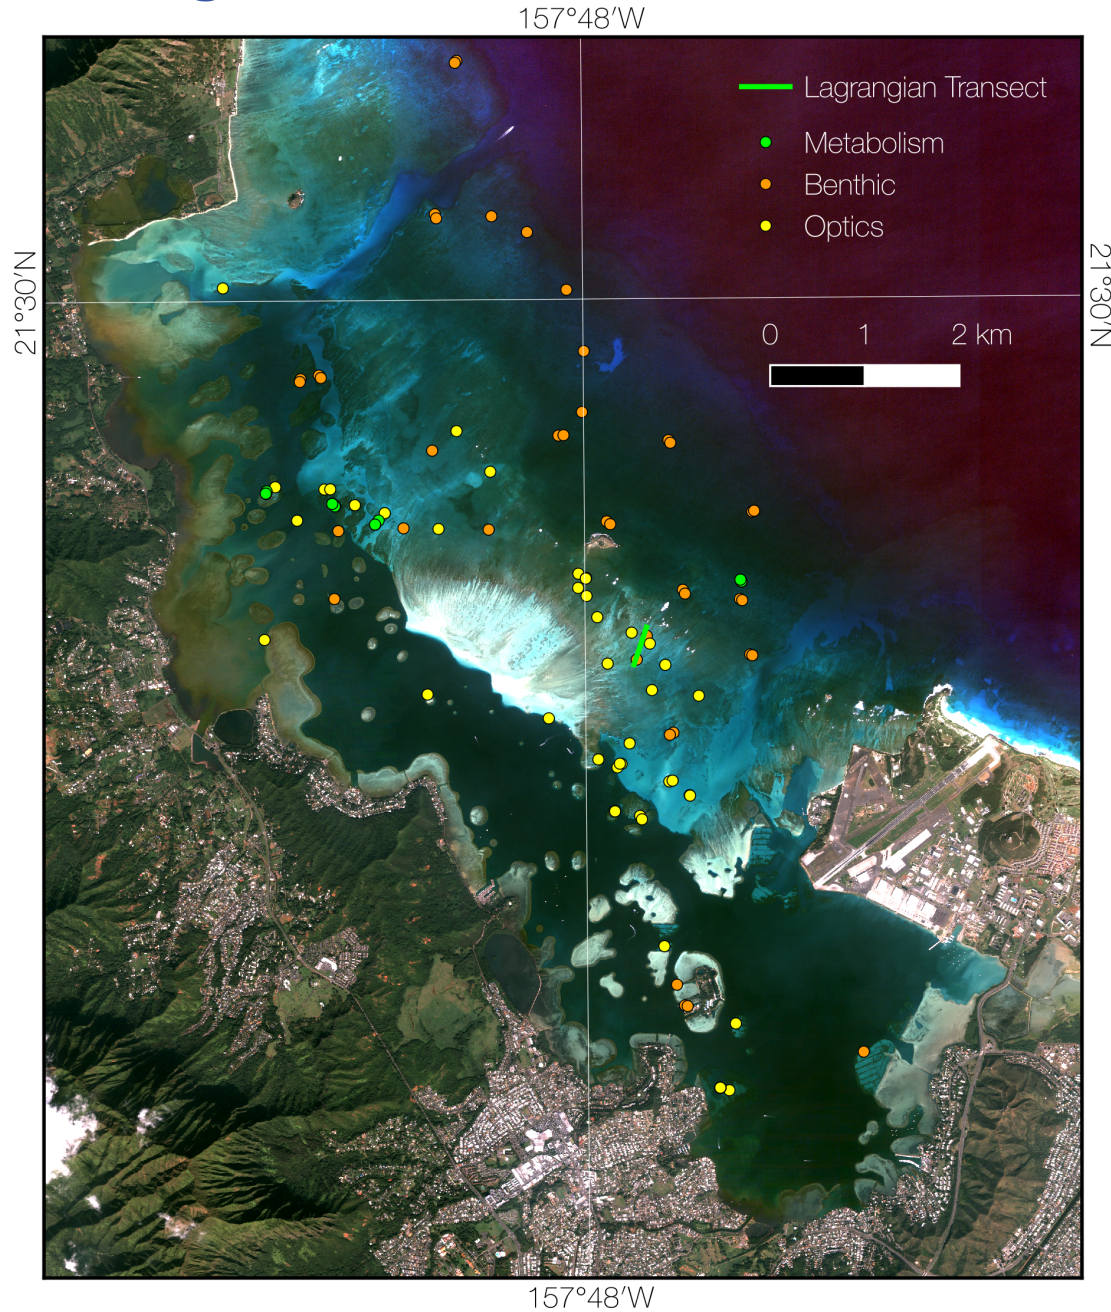 157°48'W
Lagrangian Transect
Metabolism
Benthic
Optics
21°30'N
21°30'N
0 1 2 km
157°48'W